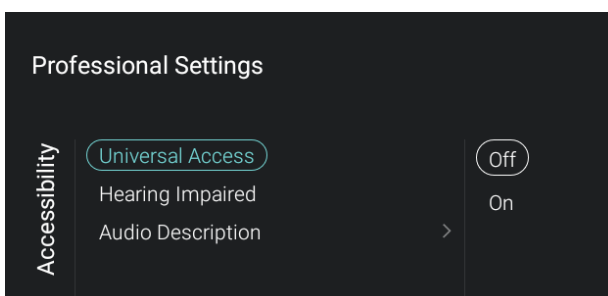 Professional Settings
Accessibility
Universal Access
Hearing Impaired
Audio Description
Off
On